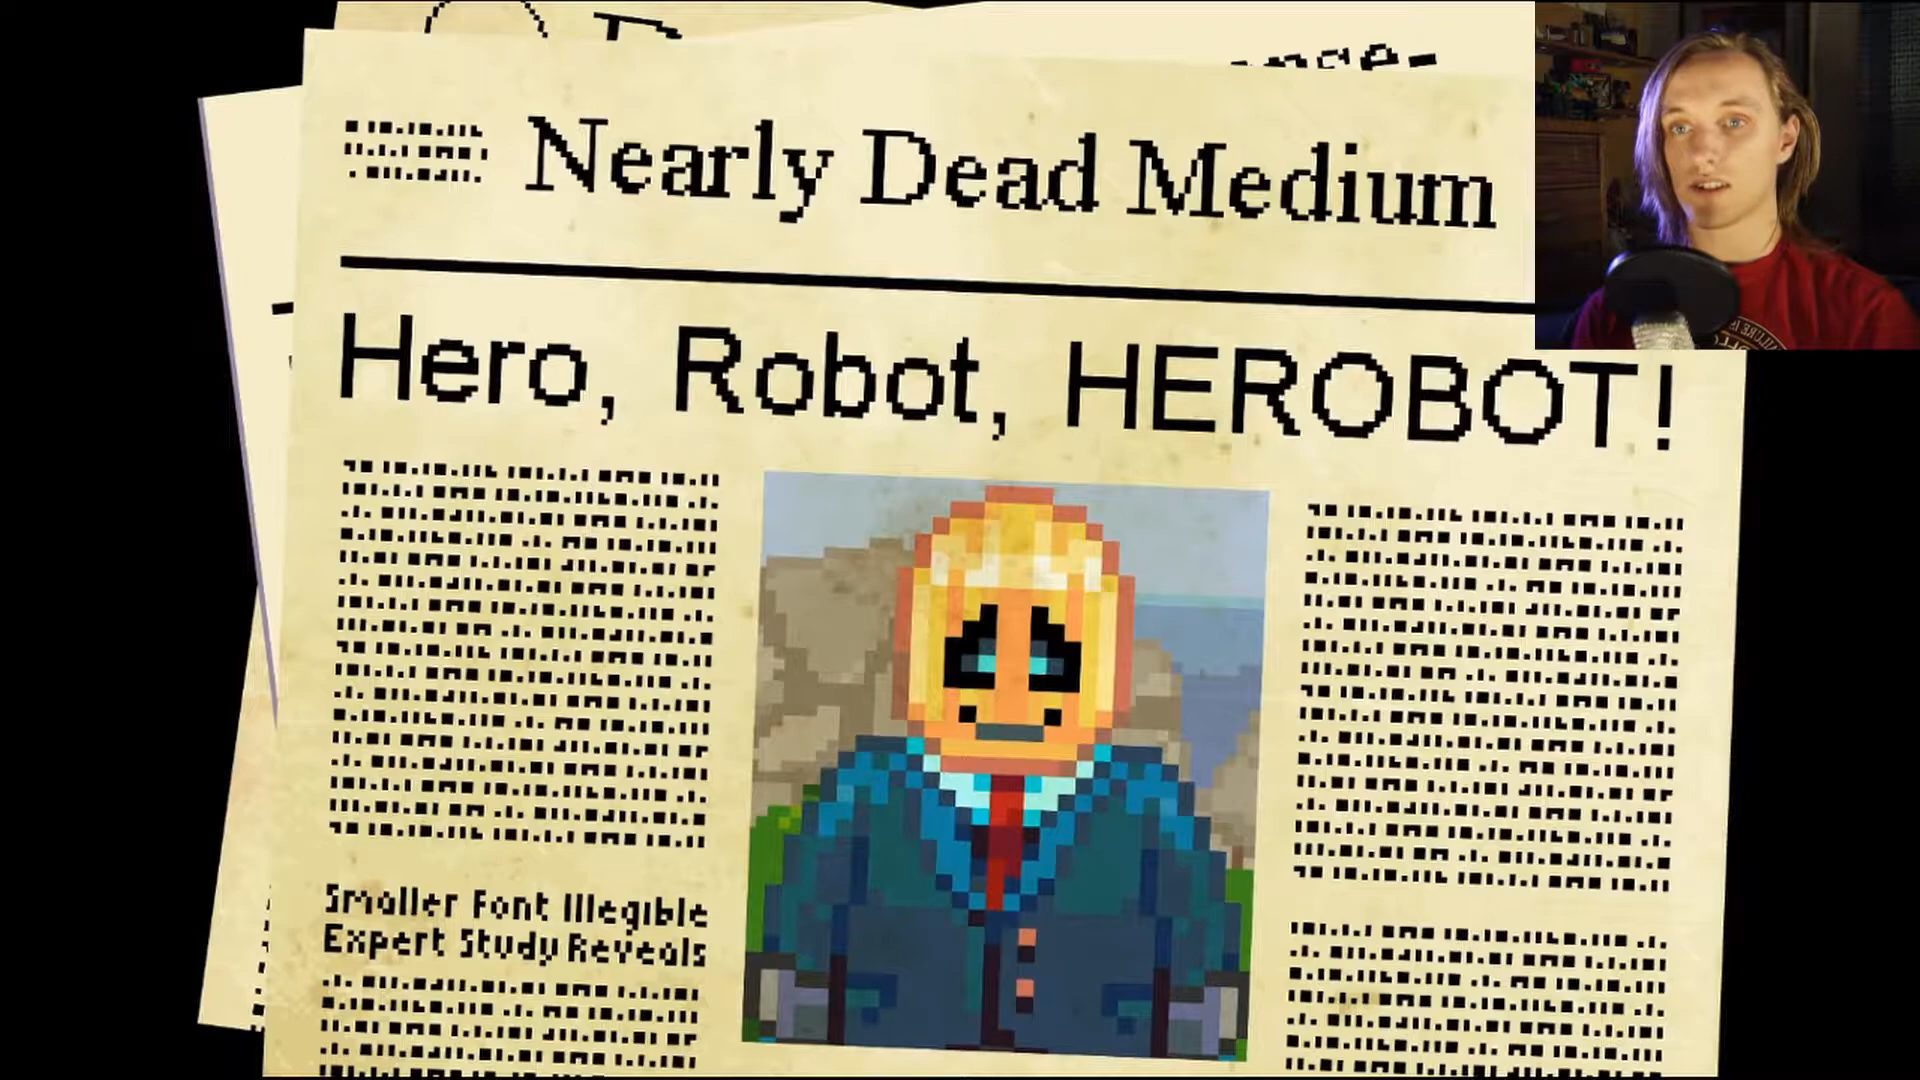 Nearly Dead Medium
Hero, Robot, HEROBOT!
Smaller Font Illegible
Expert Study Reveals